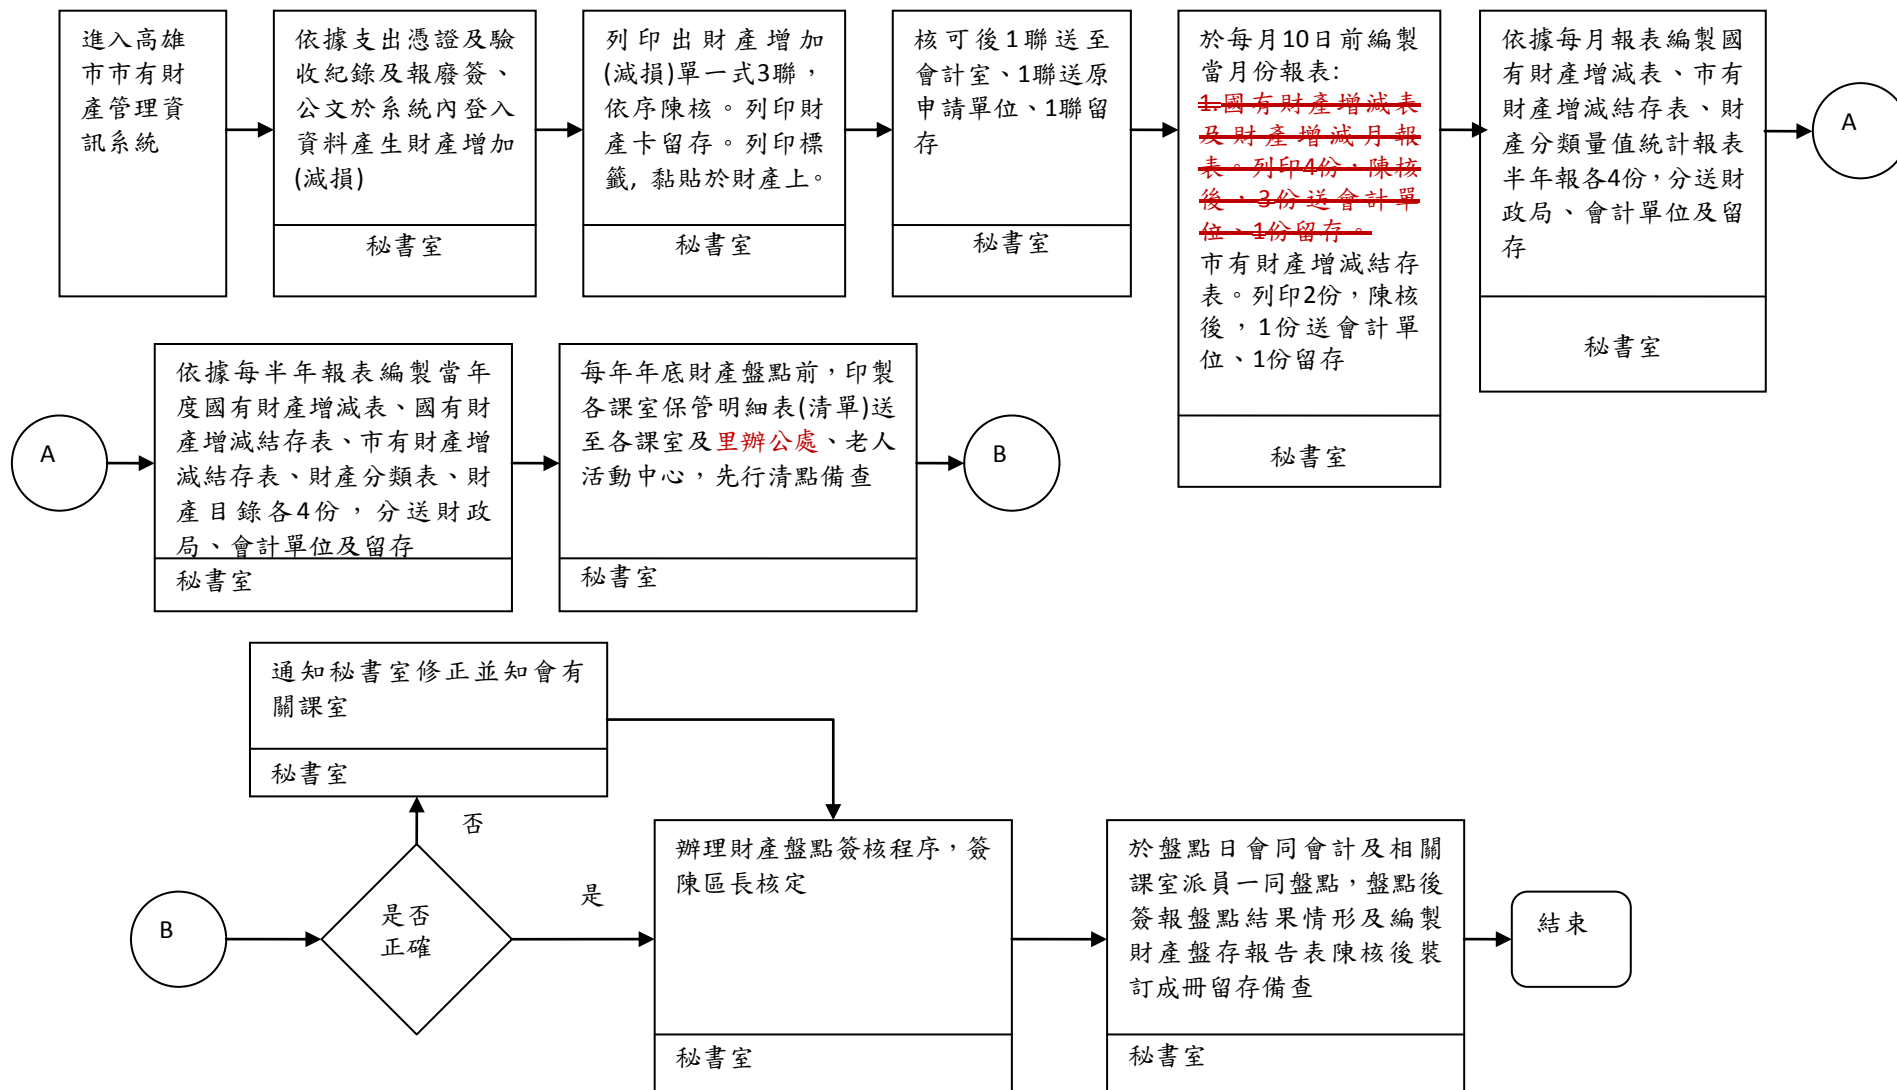 進入高雄
市市有財
產管理資
訊系統
依據支出憑證及驗
收紀錄及報廢簽、
公文於系統內登入
資料產生財產增加
(減損)
秘書室
列印出財產增加
(減損)單一式3聯，
依序陳核。列印財
產卡留存。列印標
籤, 黏貼於財產上。
秘書室
核可後1聯送至
會計室、1聯送原
申請單位、1聯留
存
於每月10日前編製
當月份報表:
1.國有財產增減表
及財產增減月報
表。列印4份，陳核
後，3份送會計單
位、1份留存。
市有財產增減結存
表。列印2份，陳核
後，1份送會計單
位、1份留存
秘書室
依據每月報表編製國
有財產增減表、市有
財產增減結存表、財
產分類量值統計報表
半年報各4份，分送財
政局、會計單位及留
存
秘書室
A
A
依據每半年報表編製當年
度國有財產增減表、國有財
產增減結存表、市有財產增
減結存表、財產分類表、財
產目錄各4份，分送財政
局、會計單位及留存
秘書室
每年年底財產盤點前，印製
各課室保管明細表(清單)送
至各課室及里辦公處、老人
活動中心，先行清點備查
秘書室
B
通知秘書室修正並知會有
關課室
秘書室
否
B
是否
正確
是
辦理財產盤點簽核程序，簽
陳區長核定
秘書室
於盤點日會同會計及相關
課室派員一同盤點，盤點後
簽報盤點結果情形及編製
財產盤存報告表陳核後裝
訂成冊留存備查
秘書室
結束